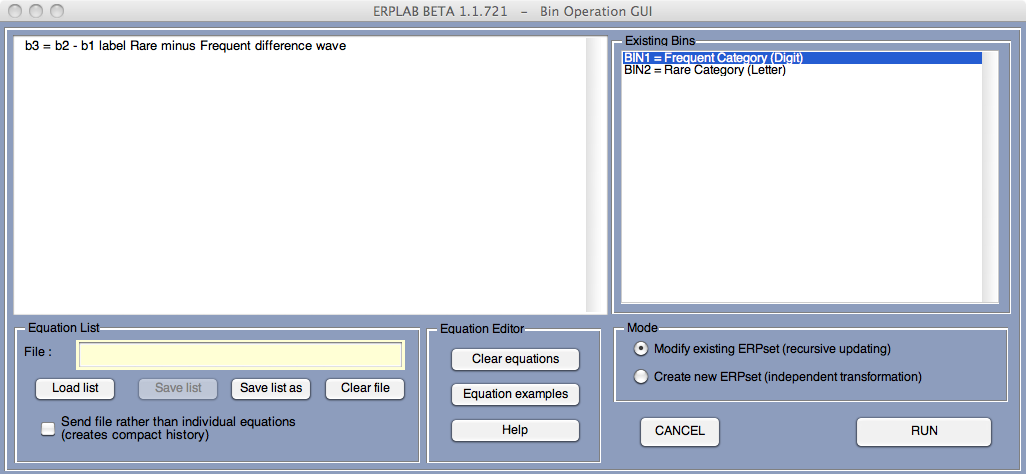 ERPLAB BETA 1.1.721 - Bin Operation GUI
b3 = b2 - b1 label Rare minus Frequent difference wave
Existing Bins
BIN1 = Frequent Category (Digit)
BIN2 = Rare Category (Letter)
Equation List
File :
Load list
Save list
Save list as
Clear file
Send file rather than individual equations
(creates compact history)
Equation Editor
Clear equations
Equation examples
Help
Mode
Modify existing ERPset (recursive updating)
Create new ERPset (independent transformation)
CANCEL
RUN